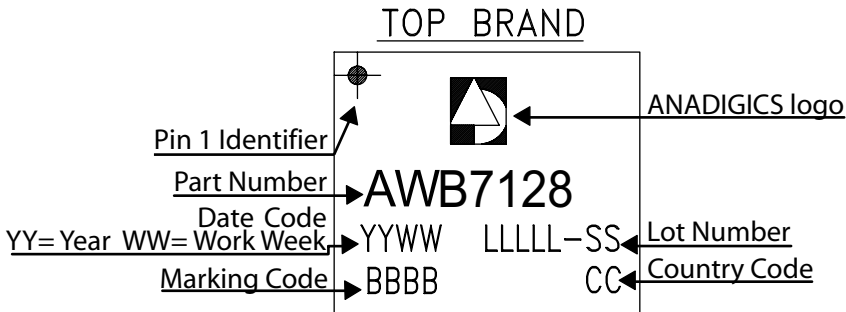 TOP BRAND
ANADIGICS logo
Pin 1 Identifier
Part Number
AWB7128
Date Code
YY= Year WW= Work Week
YYWW LLLLL-SS
Lot Number
Marking Code
BBBB CC
Country Code